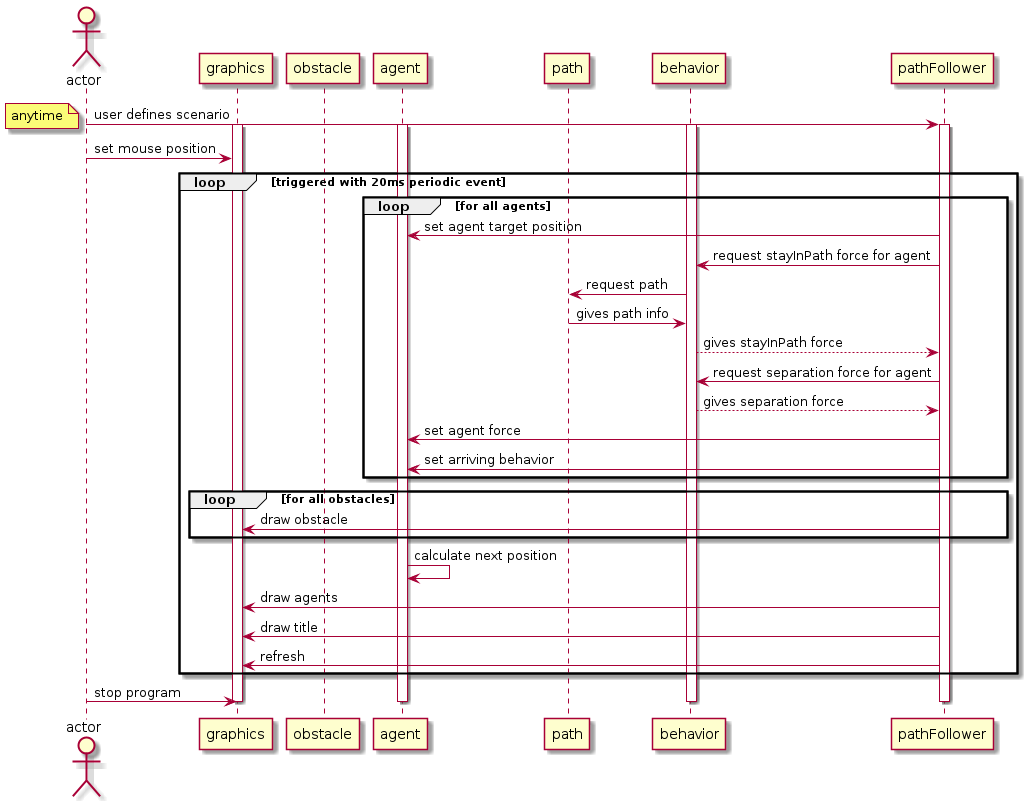 actor
graphics
obstacle
agent
path
behavior
pathFollower
anytime
user defines scenario
set mouse position
loop [triggered with 20ms periodic event]
loop [for all agents]
set agent target position
request stayInPath force for agent
request path
gives path info
gives stayInPath force
request separation force for agent
gives separation force
set agent force
set arriving behavior
loop [for all obstacles]
draw obstacle
calculate next position
draw agents
draw title
refresh
stop program
actor
graphics
obstacle
agent
path
behavior
pathFollower